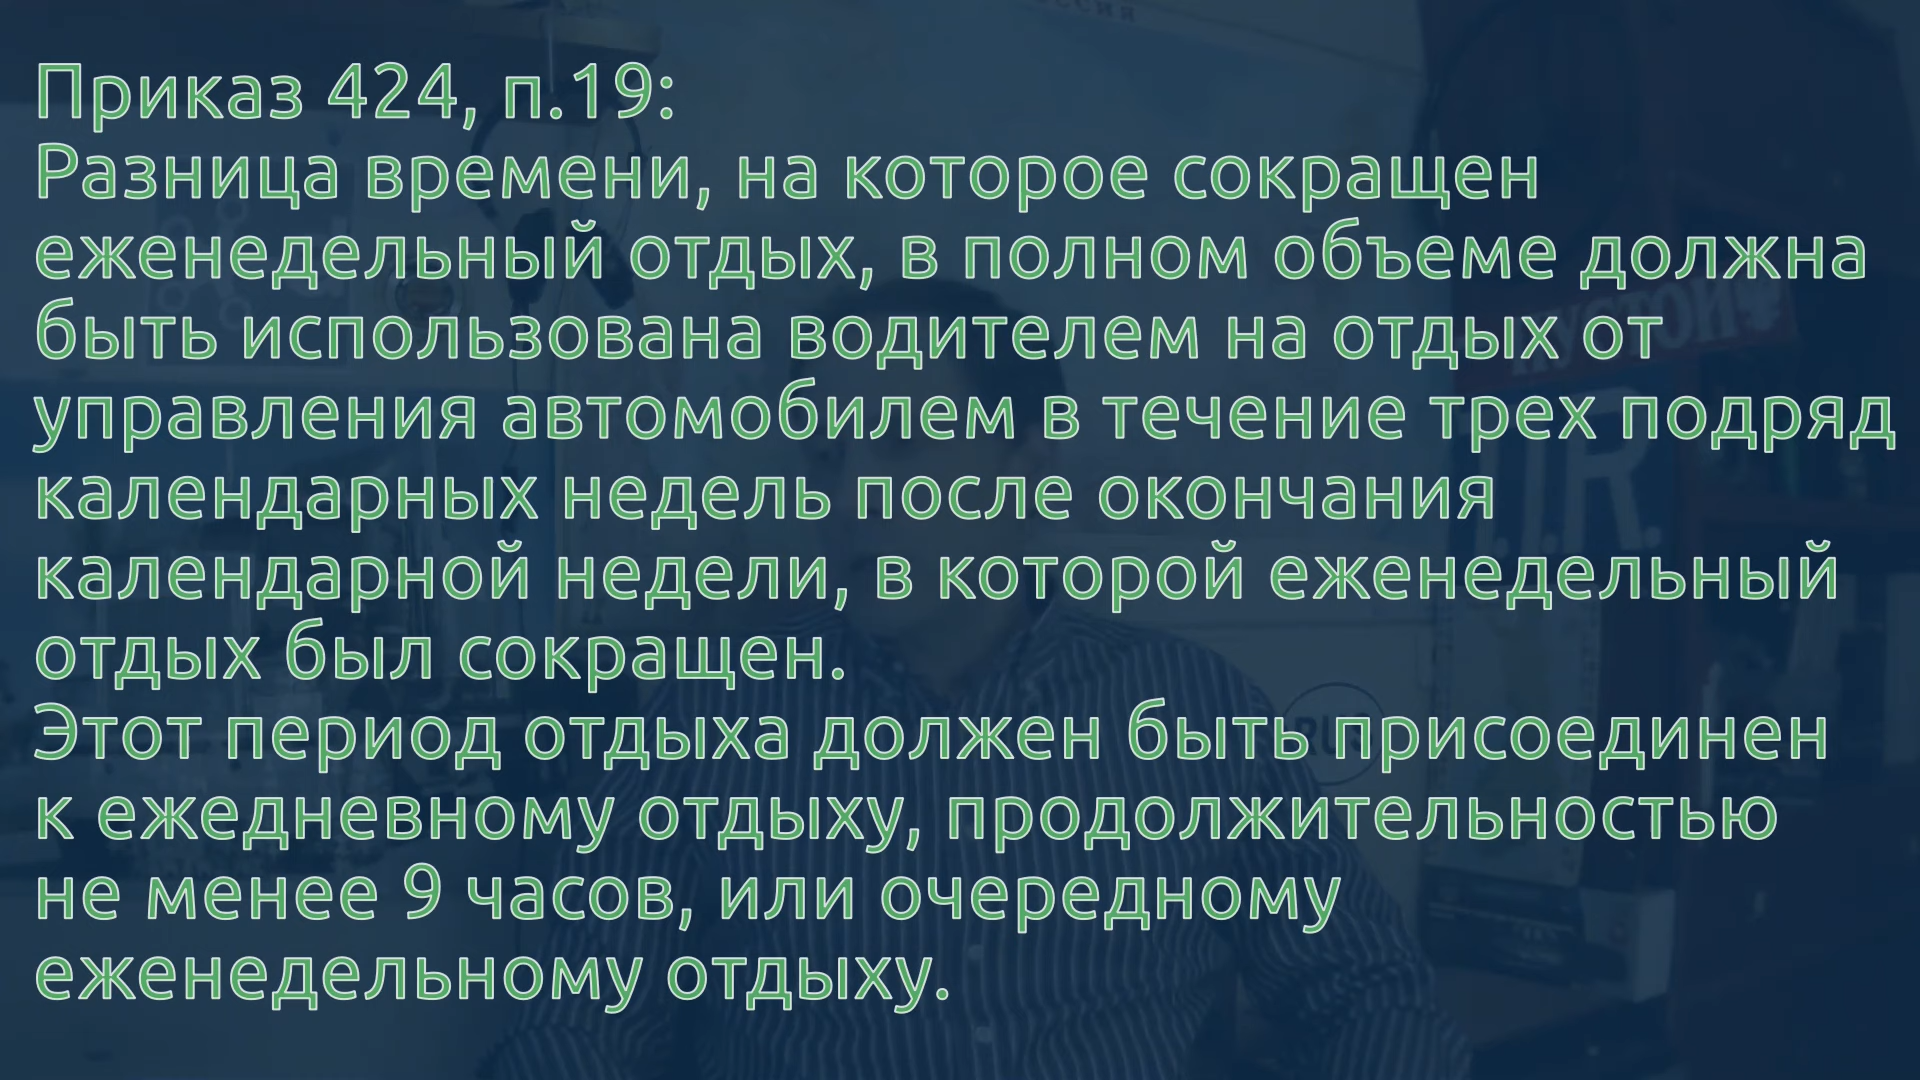 Приказ 424, п.19:
Разница времени, на которое сокращен
еженедельный отдых, в полном объеме должна
быть использована водителем на отдых от
управления автомобилем в течение трех подряд
календарных недель после окончания
календарной недели, в которой еженедельный
отдых был сокращен.
Этот период отдыха должен быть присоединен
к ежедневному отдыху, продолжительностью
не менее 9 часов, или очередному
еженедельному отдыху.